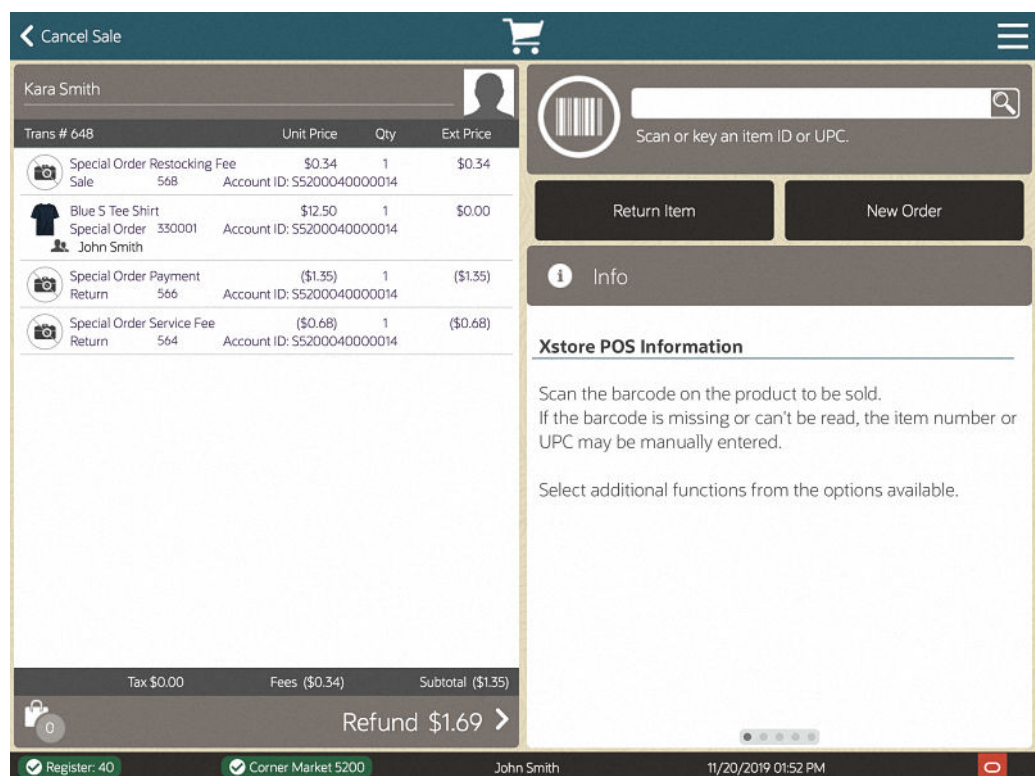 Cancel Sale
Kara Smith
Trans # 648 Unit Price Qty Ext Price
Special Order Restocking Fee $0.34 1 $0.34
Sale 568 Account ID: S5200040000014
Blue S Tee Shirt $12.50 1 $0.00
Special Order 330001 Account ID: S5200040000014
John Smith
Special Order Payment ($1.35) 1 ($1.35)
Return 566 Account ID: S5200040000014
Special Order Service Fee ($0.68) 1 ($0.68)
Return 564 Account ID: S5200040000014
Tax $0.00 Fees ($0.34) Subtotal ($1.35)
0
Refund $1.69
Scan or key an item ID or UPC.
Return Item
New Order
Info
Xstore POS Information
Scan the barcode on the product to be sold.
If the barcode is missing or can't be read, the item number or
UPC may be manually entered.
Select additional functions from the options available.
Register: 40 Corner Market 5200 John Smith 11/20/2019 01:52 PM